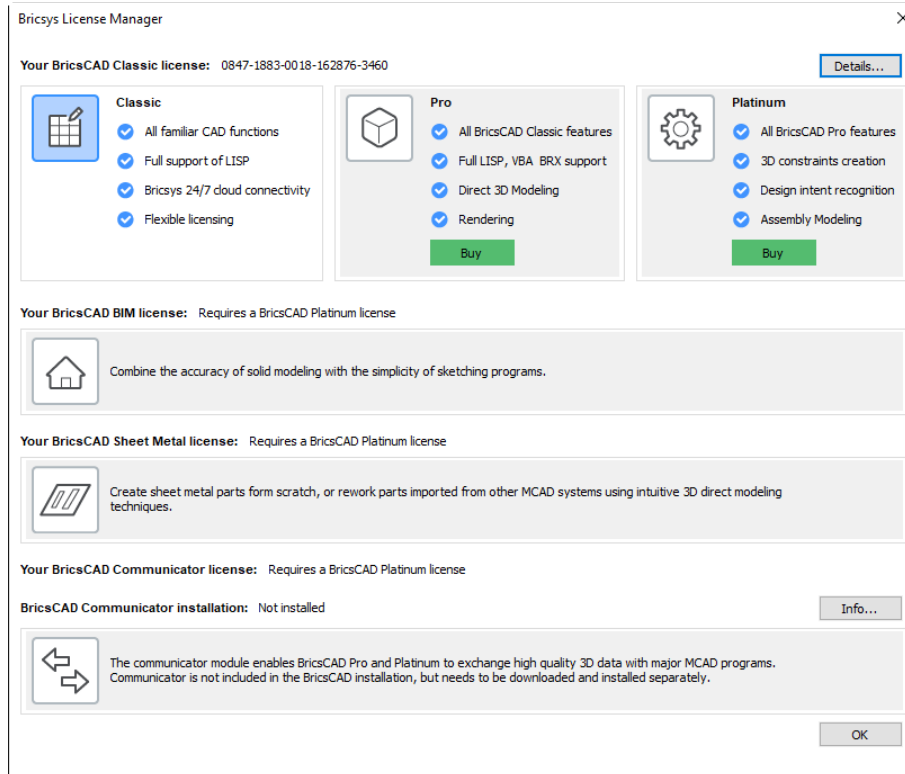 Bricsys License Manager
Your BricsCAD Classic license: 0847-1883-0018-162876-3460
Details...
Classic
All familiar CAD functions
Full support of LISP
Bricsys 24/7 cloud connectivity
Flexible licensing
Pro
All BricsCAD Classic features
Full LISP, VBA BRX support
Direct 3D Modeling
Rendering
Buy
Platinum
All BricsCAD Pro features
3D constraints creation
Design intent recognition
Assembly Modeling
Buy
Your BricsCAD BIM license: Requires a BricsCAD Platinum license
Combine the accuracy of solid modeling with the simplicity of sketching programs.
Your BricsCAD Sheet Metal license: Requires a BricsCAD Platinum license
Create sheet metal parts form scratch, or rework parts imported from other MCAD systems using intuitive 3D direct modeling
techniques.
Your BricsCAD Communicator license: Requires a BricsCAD Platinum license
BricsCAD Communicator installation: Not installed
Info...
The communicator module enables BricsCAD Pro and Platinum to exchange high quality 3D data with major MCAD programs.
Communicator is not included in the BricsCAD installation, but needs to be downloaded and installed separately.
OK